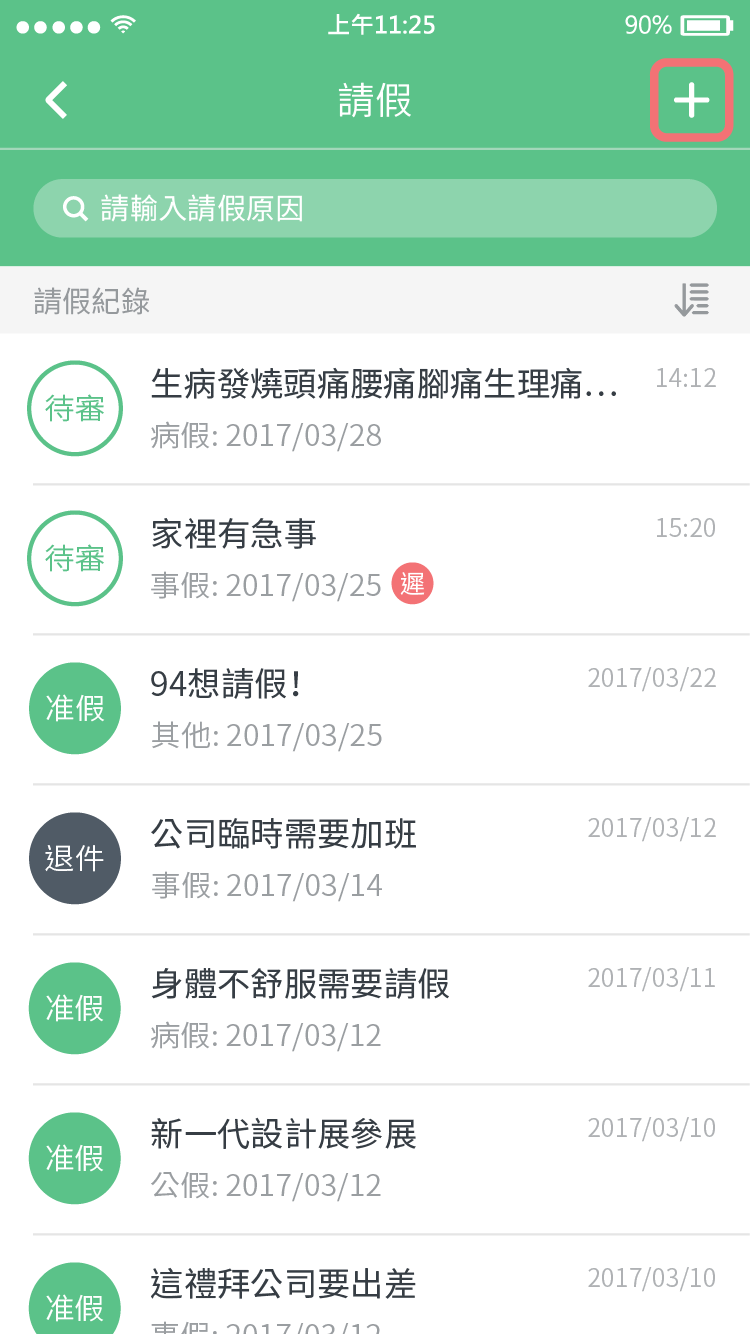 上午11:25
90%
請假
請輸入請假原因
請假紀錄
待審
生病發燒頭痛腰痛腳痛生理痛...
14:12
病假: 2017/03/28
待審
家裡有急事
15:20
事假: 2017/03/25 遲
准假
94想請假!
2017/03/22
其他: 2017/03/25
退件
公司臨時需要加班
2017/03/12
事假: 2017/03/14
准假
身體不舒服需要請假
2017/03/11
病假: 2017/03/12
准假
新一代設計展參展
2017/03/10
公假: 2017/03/12
准假
這禮拜公司要出差
2017/03/10
事假: 2017/03/12